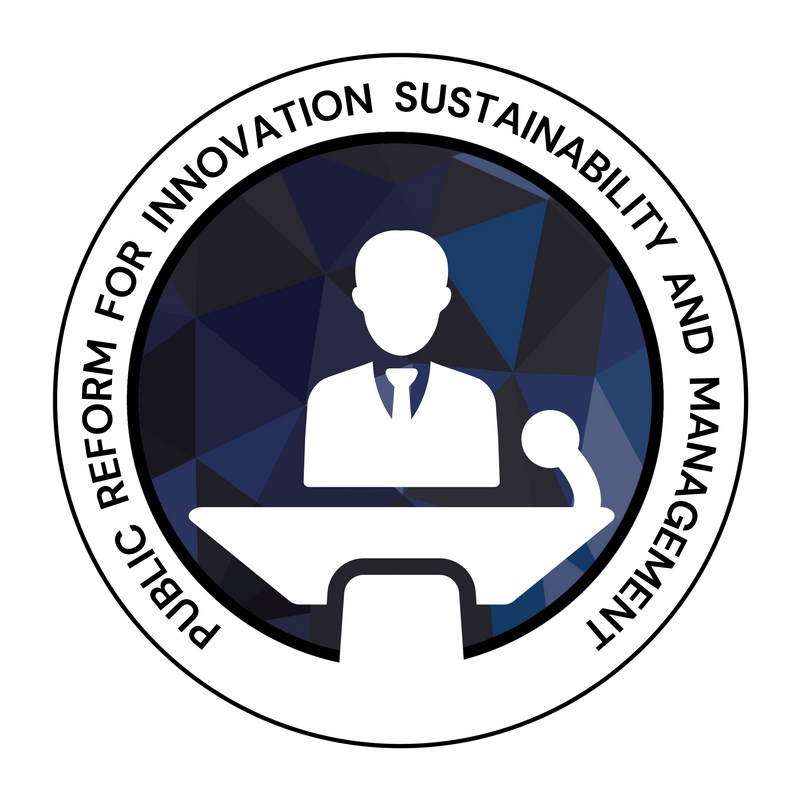 PUBLIC REFORM FOR INNOVATION SUSTAINABILITY AND MANAGEMENT